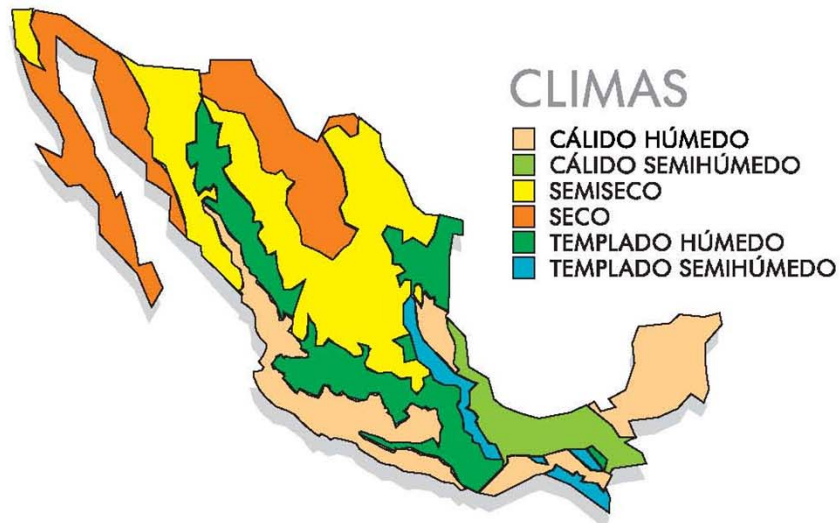 CLIMAS
CÁLIDO HÚMEDO
CÁLIDO SEMIHÚMEDO
SEMISECO
SECO
TEMPLADO HÚMEDO
TEMPLADO SEMIHÚMEDO